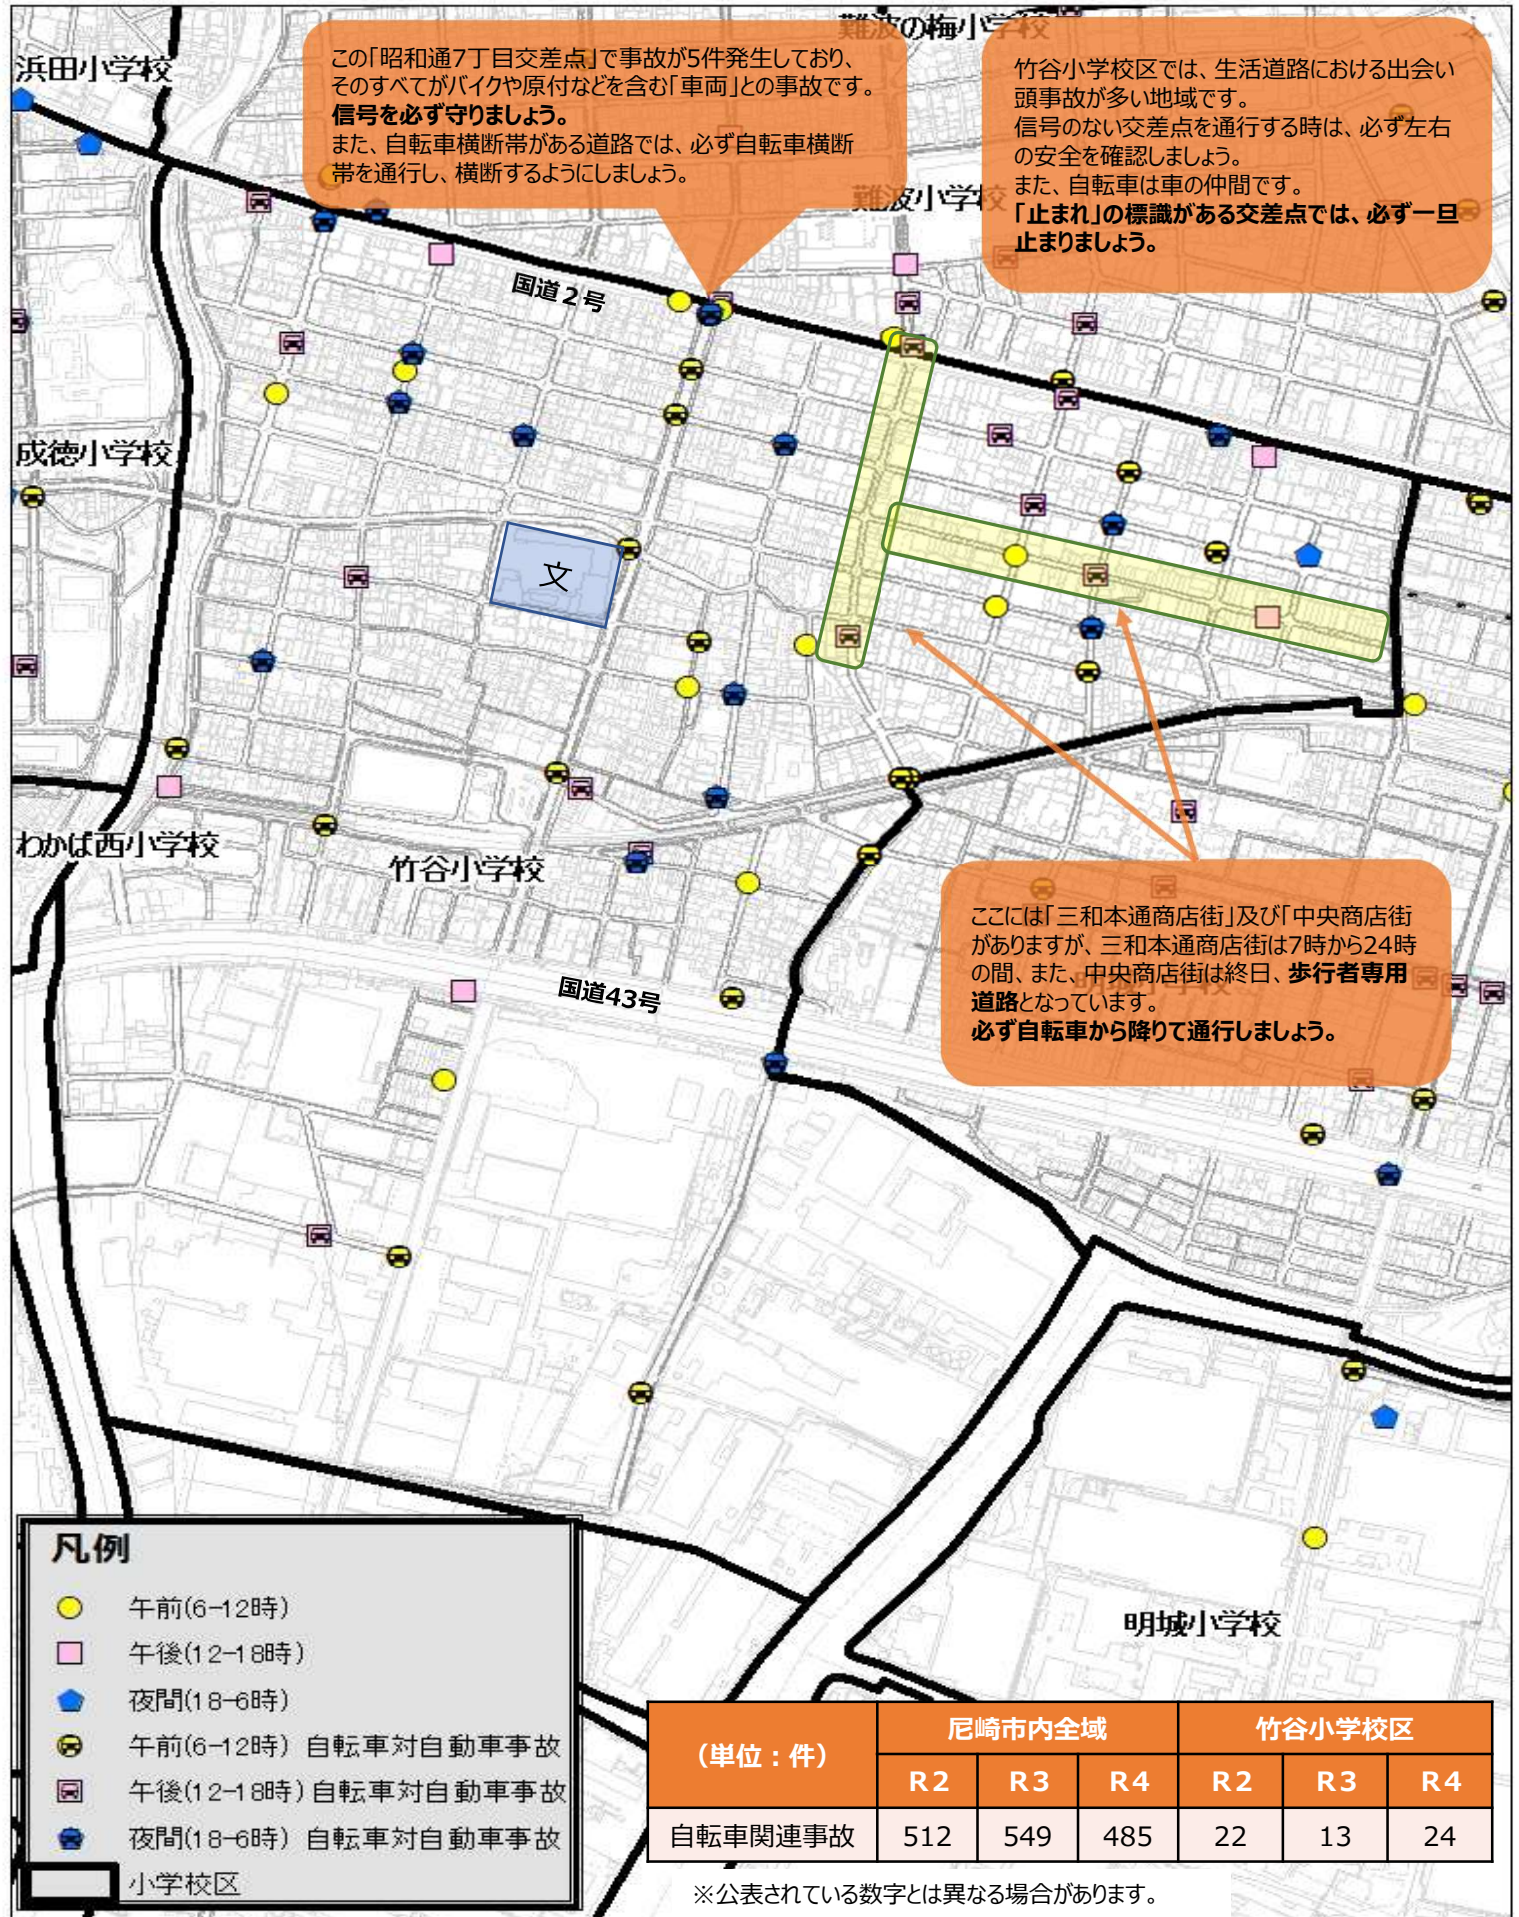 難波の梅小学校
浜田小学校
この「昭和通7丁目交差点」で事故が5件発生しており、
そのすべてがバイクや原付などを含む「車両」との事故です。
信号を必ず守りましょう。
また、自転車横断帯がある道路では、必ず自転車横断
帯を通行し、横断するようにしましょう。
竹谷小学校区では、生活道路における出会い
頭事故が多い地域です。
信号のない交差点を通行する時は、必ず左右
の安全を確認しましょう。
また、自転車は車の仲間です。
「止まれ」の標識がある交差点では、必ず一旦
止まりましょう。
難波小学校
国道2号
成徳小学校
文
わかば西小学校
竹谷小学校
ここには「三和本通商店街」及び「中央商店街
がありますが、三和本通商店街は7時から24時
の間、また、中央商店街は終日、歩行者専用
道路となっています。
必ず自転車から降りて通行しましょう。
明城小学校
国道43号
凡例
午前(6-12時)
午後(12-18時)
夜間(18-6時)
午前(6-12時) 自転車対自動車事故
午後(12-18時) 自転車対自動車事故
夜間(18-6時) 自転車対自動車事故
小学校区
明城小学校
(単位:件) 尼崎市内全域 竹谷小学校区
R2 R3 R4 R2 R3 R4
自転車関連事故 512 549 485 22 13 24
※公表されている数字とは異なる場合があります。